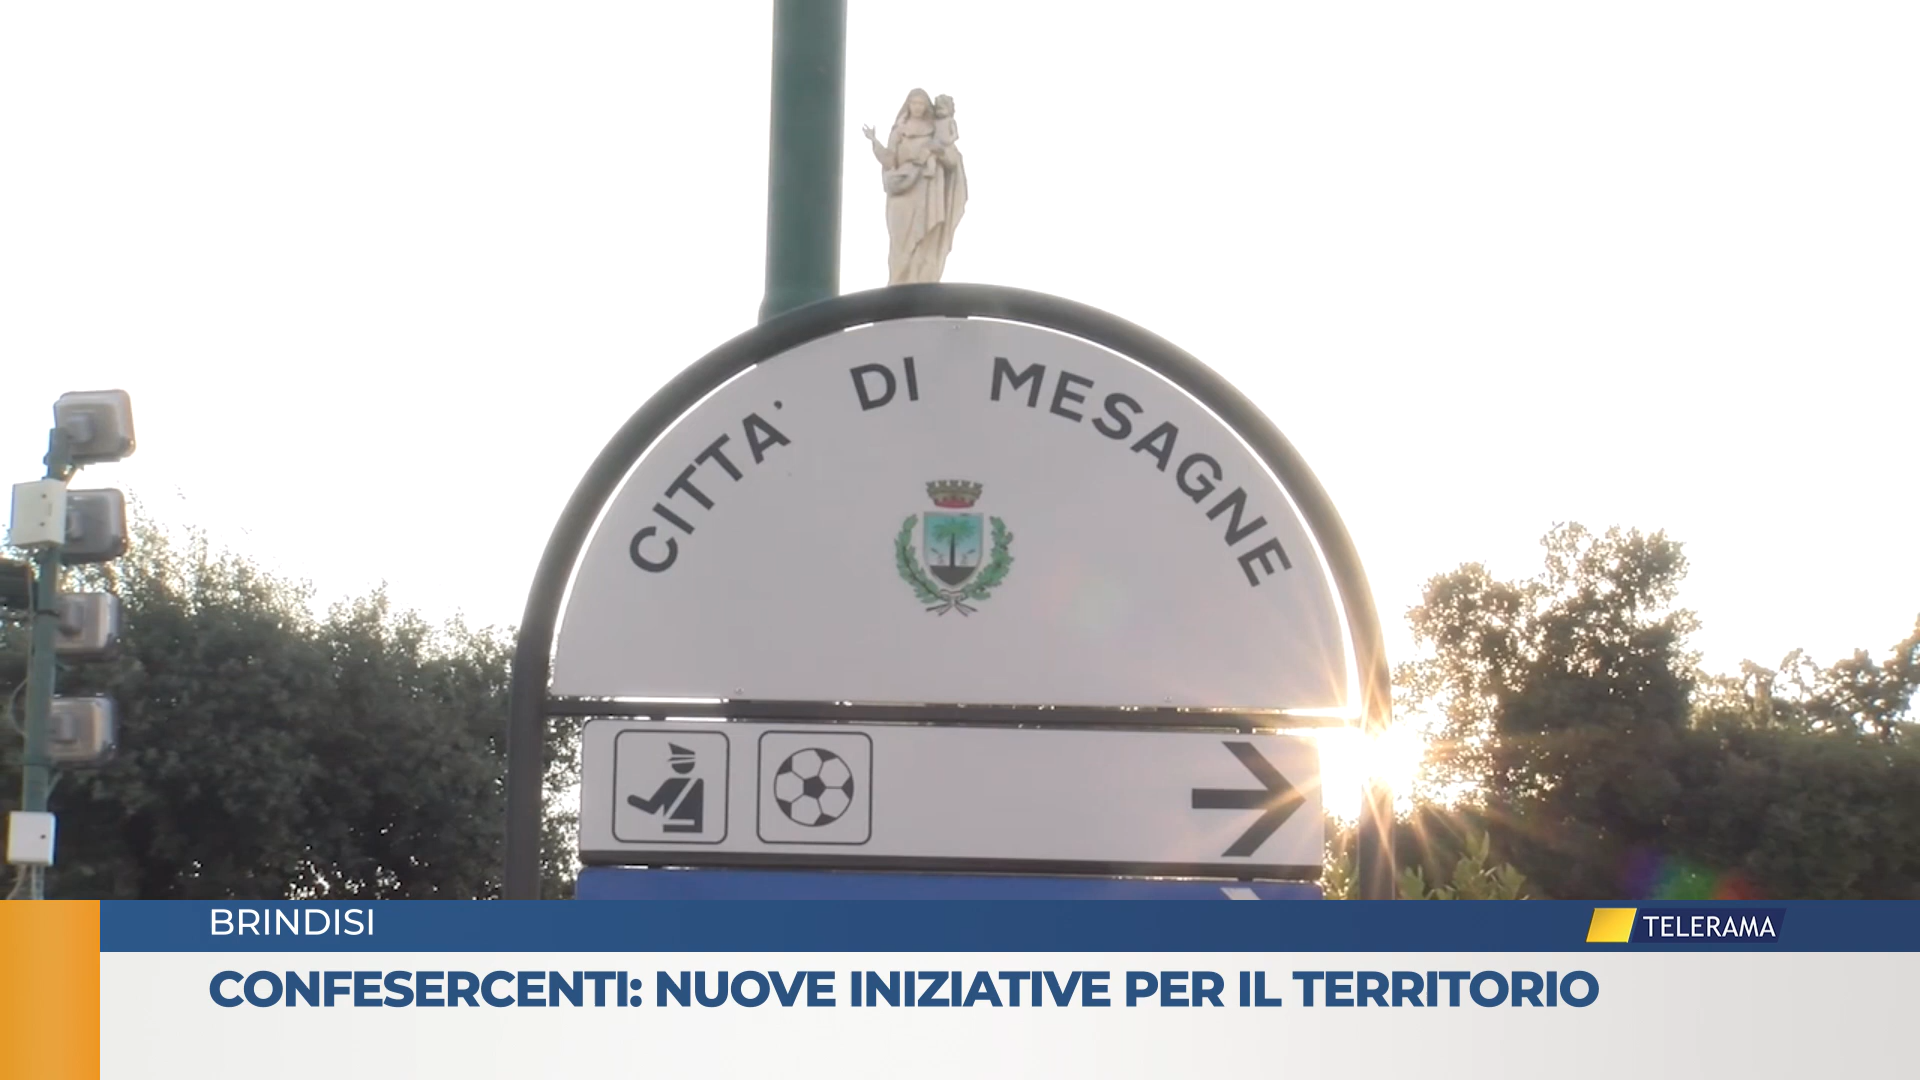 CITTA' DI MESAGNE
BRINDISI
TELERAMA
CONFESERCENTI: NUOVE INIZIATIVE PER IL TERRITORIO